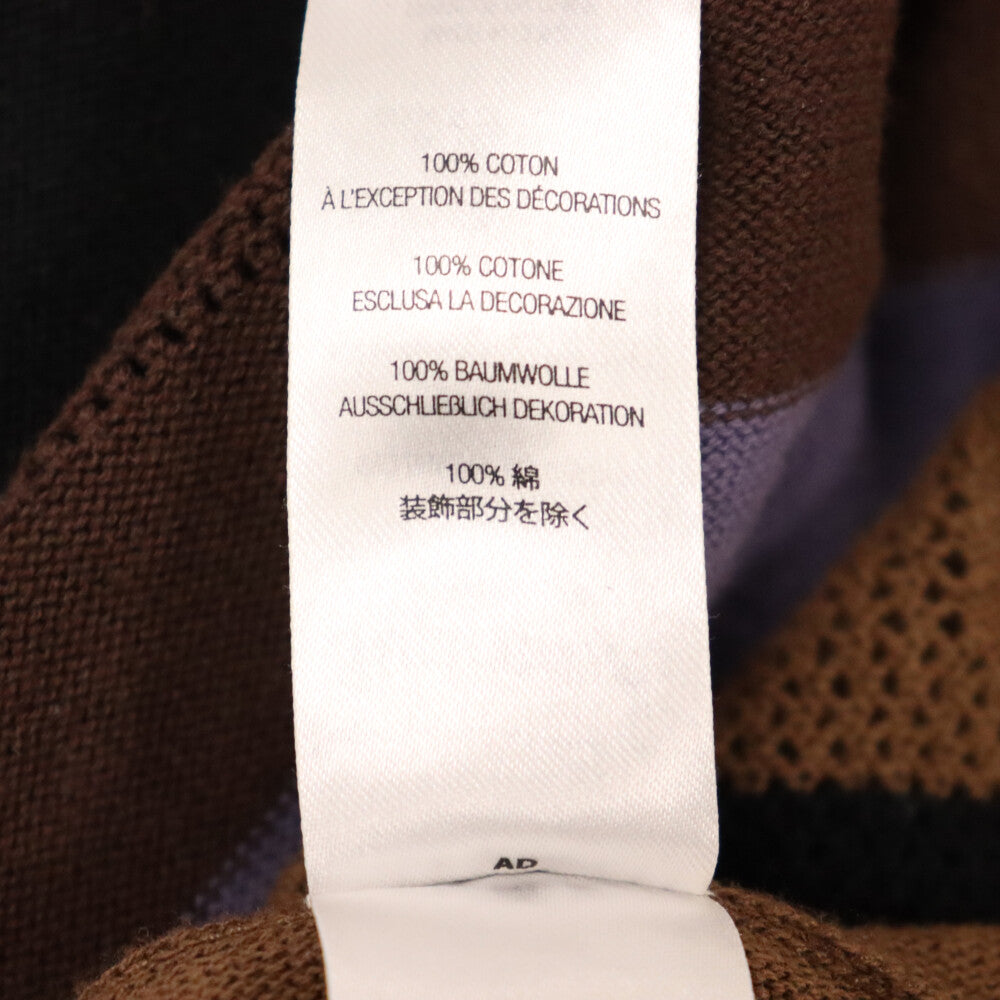 100% COTON
À L'EXCEPTION DES DÉCORATIONS
100% COTONE
ESCLUSA LA DECORAZIONE
100% BAUMWOLLE
AUSSCHLIEßLICH DEKORATION
100% 綿
装飾部分を除く
AD